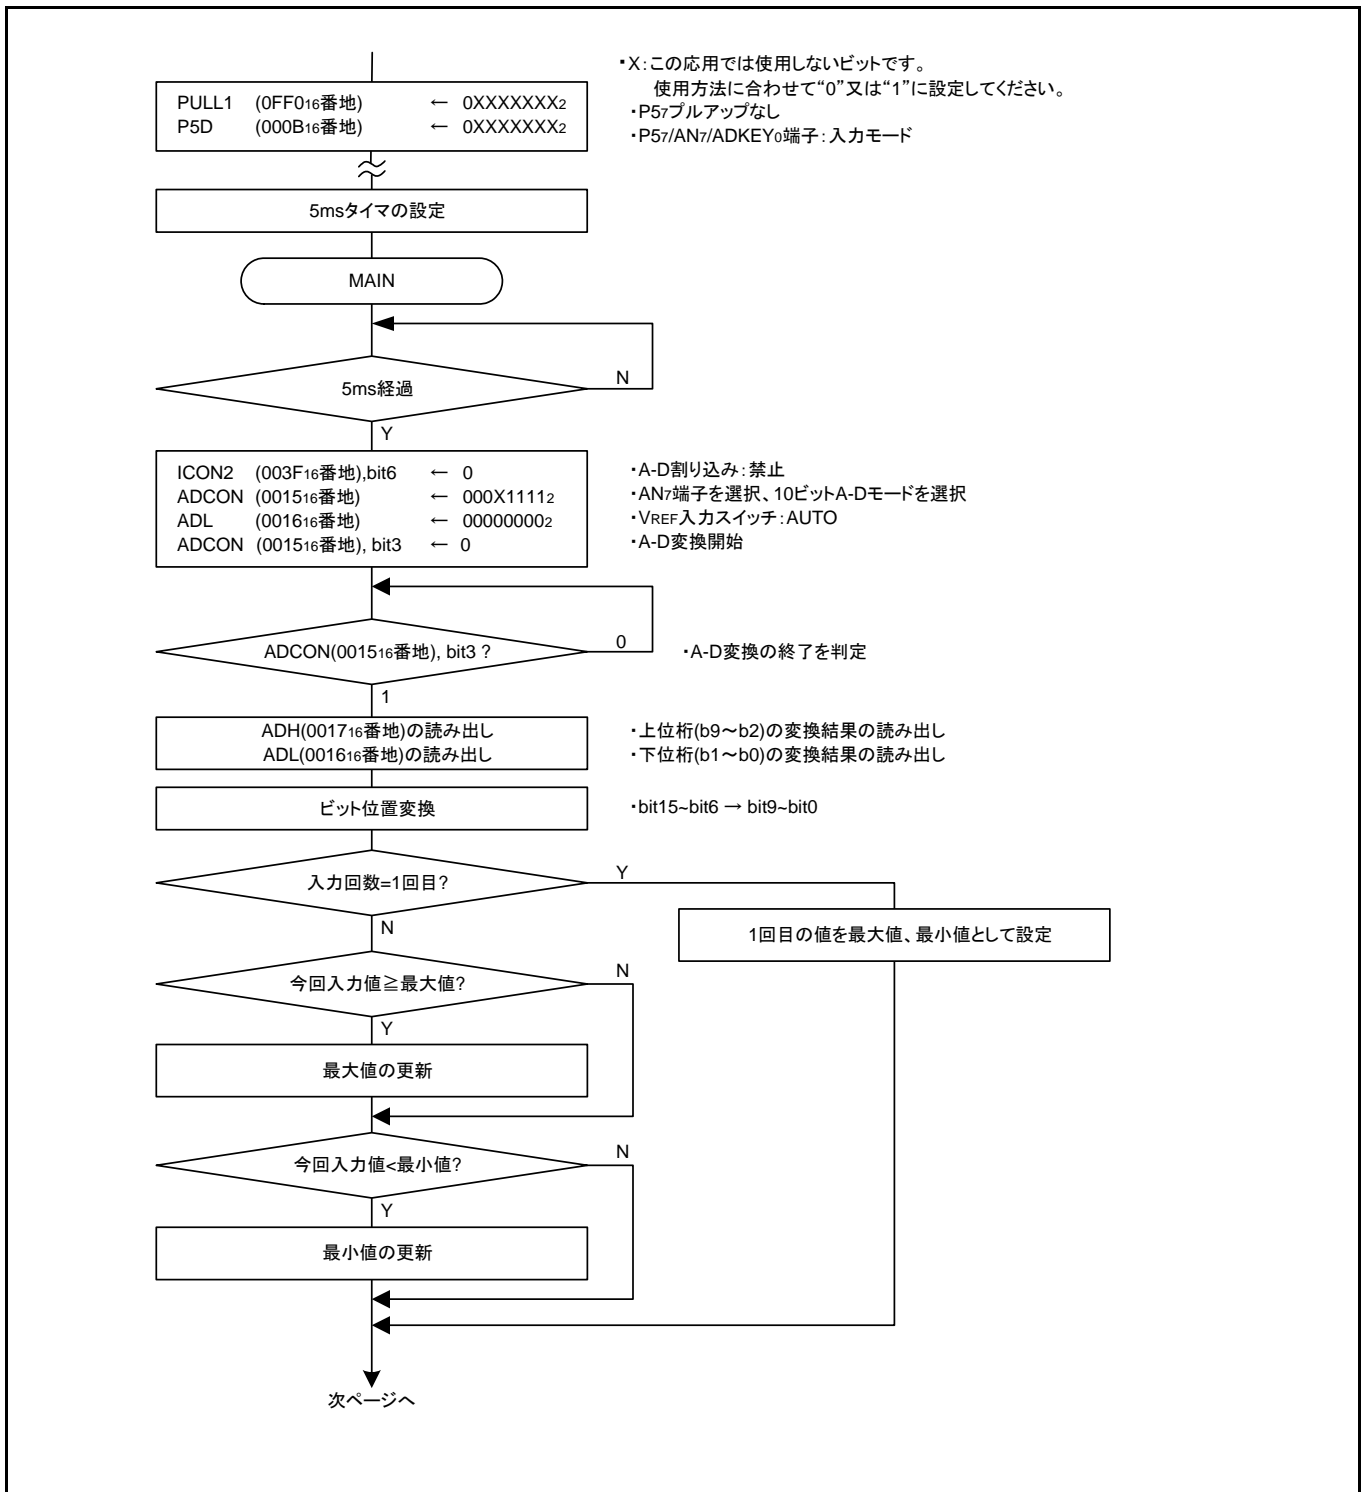 ・X：この応用では使用しないビットです。
使用方法に合わせて“0”又は“1”に設定してください。
PULL1 (0FF016番地) ← 0XXXXXXX2
P5D (000B16番地) ← 0XXXXXXX2
・P57プルアップなし
・P57/AN7/ADKEY0端子：入力モード
5msタイマの設定
MAIN
5ms経過
N
Y
ICON2 (003F16番地),bit6 ← 0
ADCON (001516番地) ← 000X11112
ADL (001616番地) ← 000000002
ADCON (001516番地), bit3 ← 0
・A-D割り込み：禁止
・AN7端子を選択、10ビットA-Dモードを選択
・VREF入力スイッチ：AUTO
・A-D変換開始
ADCON(001516番地), bit3 ?
0
・A-D変換の終了を判定
1
ADH(001716番地)の読み出し
ADL(001616番地)の読み出し
・上位桁(b9～b2)の変換結果の読み出し
・下位桁(b1～b0)の変換結果の読み出し
ビット位置変換
・bit15~bit6 → bit9~bit0
入力回数=1回目?
Y
N
1回目の値を最大値、最小値として設定
今回入力値≧最大値?
N
Y
最大値の更新
今回入力値<最小値?
N
Y
最小値の更新
次ページへ